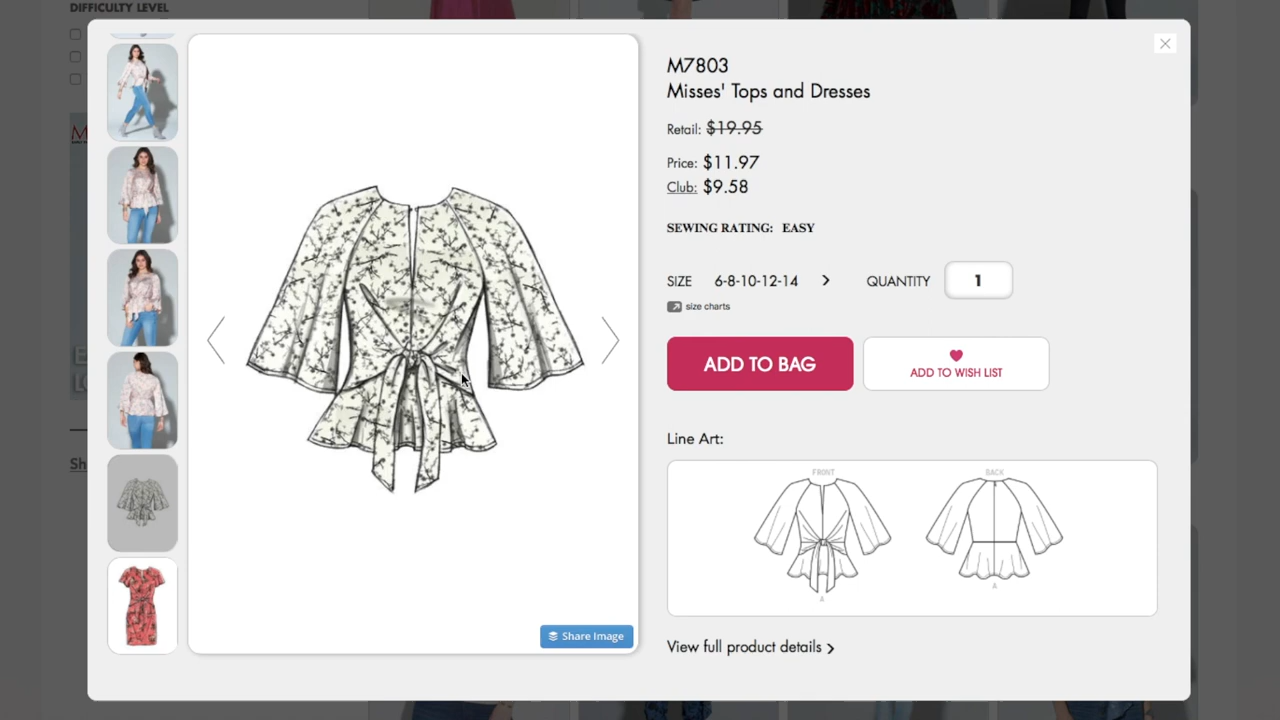 DIFFICULTY LEVEL
M7803
Misses' Tops and Dresses
Retail: $19.95
Price: $11.97
Club: $9.58
SEWING RATING: EASY
SIZE 6-8-10-12-14 > QUANTITY 1
size charts
ADD TO BAG
ADD TO WISH LIST
Line Art:
FRONT BACK
A A
Share Image
View full product details >